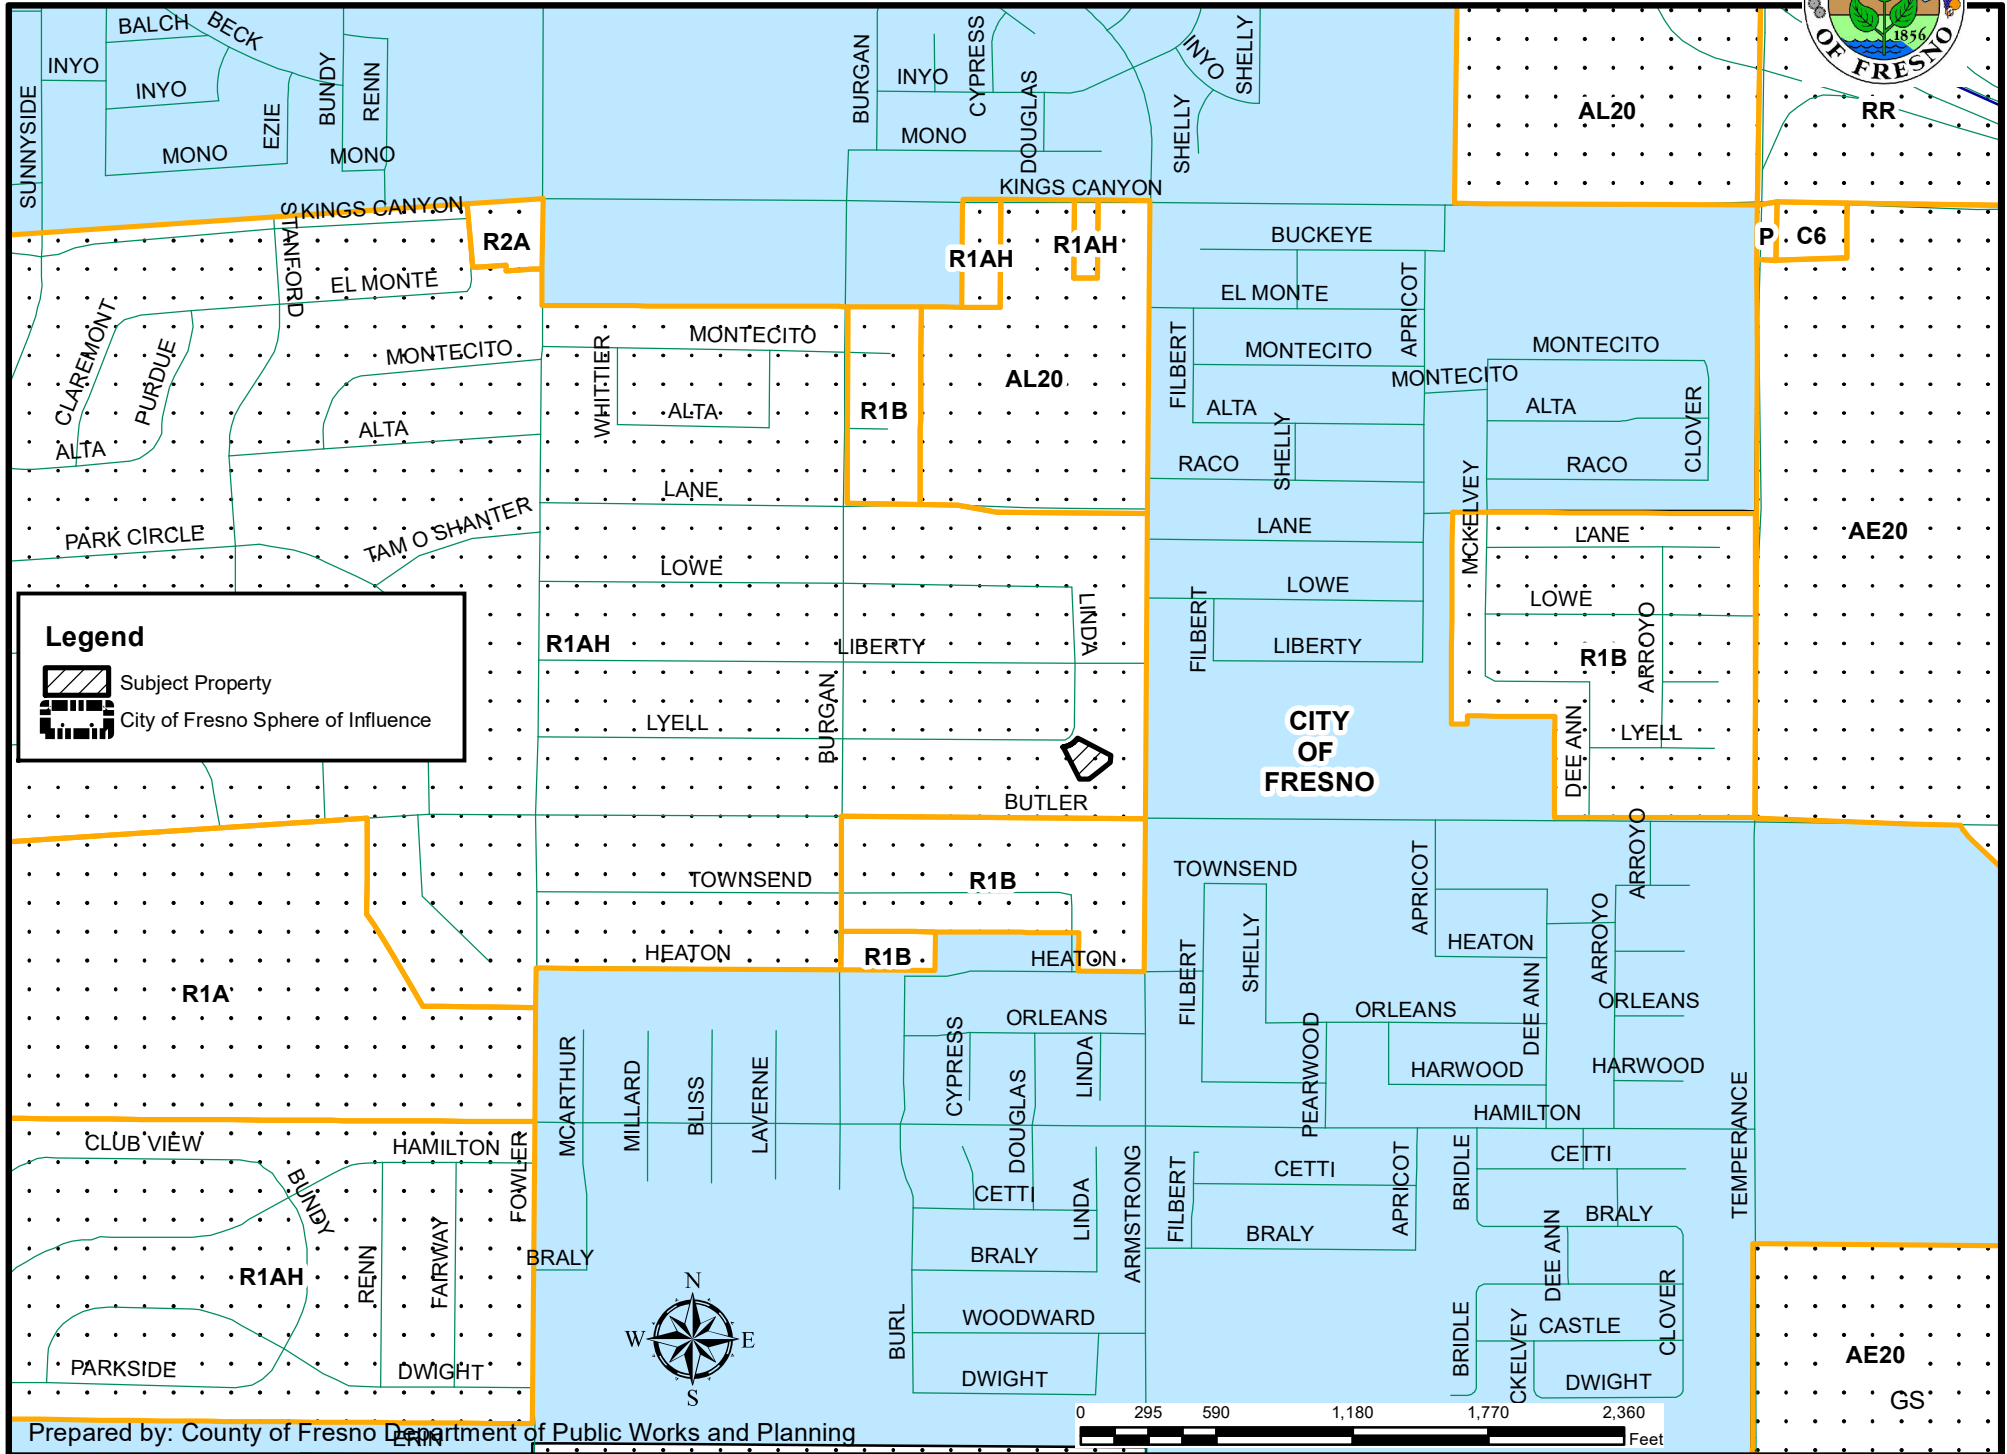 BALCH
BECK
INYO
INYO
SUNNYSIDE
EZIE
BUNDY
RENN
MONO
MONO
BURGAN
INYO
CYPRESS
DOUGLAS
MONO
INYO
SHELLY
SHELLY
KINGS CANYON
AL20
1856
OF FRESNO
RR
KINGS CANYON
STANFORD
R2A
EL MONTE
CLAREMONT
PURDUE
MONTECITO
ALTA
ALTA
PARK CIRCLE
TAM O SHANTER
WHITTIER
MONTECITO
ALTA
LANE
R1B
R1AH
R1AH
AL20
BUCKEYE
EL MONTE
APRICOT
FILBERT
MONTECITO
MONTECITO
MONTECITO
ALTA
SHELLY
ALTA
CLOVER
RACO
RACO
MCKELVEY
P
C6
AE20
LANE
LANE
LOWE
LOWE
LOWE
LINDA
FILBERT
LIBERTY
LIBERTY
R1AH
ARROYO
R1B
Legend
Subject Property
City of Fresno Sphere of Influence
LYELL
BURGAN
CITY
OF
FRESNO
DEE ANN
LYELL
BUTLER
TOWNSEND
R1B
TOWNSEND
APRICOT
ARROYO
HEATON
R1B
HEATON
FILBERT
SHELLY
HEATON
ARROYO
DEE ANN
R1A
ORLEANS
ORLEANS
ORLEANS
MCARTHUR
MILLARD
BLISS
LAVERNE
CYPRESS
DOUGLAS
LINDA
PEARWOOD
HARWOOD
HARWOOD
HAMILTON
TEMPERANCE
CLUB VIEW
HAMILTON
FOWLER
BUNDY
RENN
FAIRWAY
R1AH
PARKSIDE
DWIGHT
BRALY
CETTI
LINDA
BRALY
ARMSTRONG
FILBERT
CETTI
APRICOT
BRALY
BRIDLE
CETTI
BRALY
DEE ANN
BURL
WOODWARD
DWIGHT
BRIDLE
CKELVEY
CASTLE
CLOVER
DWIGHT
AE20
GS
N
W
E
S
0 295 590 1,180 1,770 2,360
Feet
Prepared by: County of Fresno Department of Public Works and Planning
ERIN